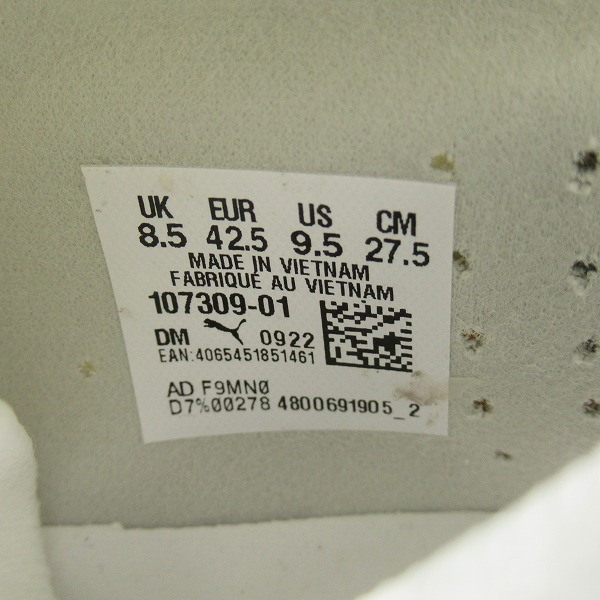 UK EUR US CM
8.5 42.5 9.5 27.5
MADE IN VIETNAM
FABRIQUÉ AU VIETNAM
107309-01
DM 0922
EAN:4065451851461
AD F9MN0
D7%00278 4800691905_2